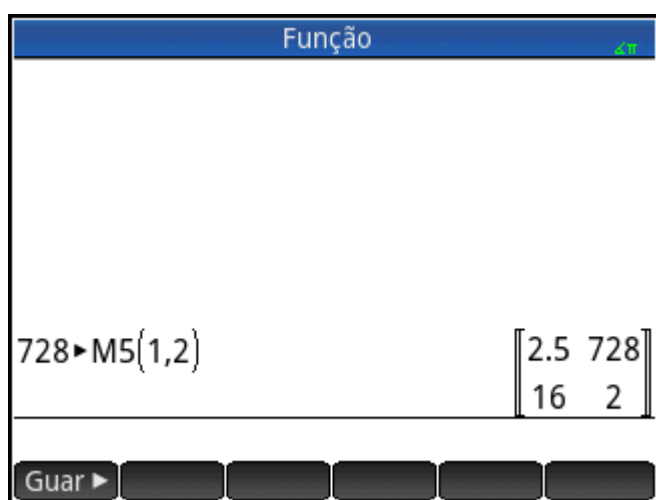 Função
∡π
728►M5(1,2)
[2.5 728]
[16 2]
Guar ►